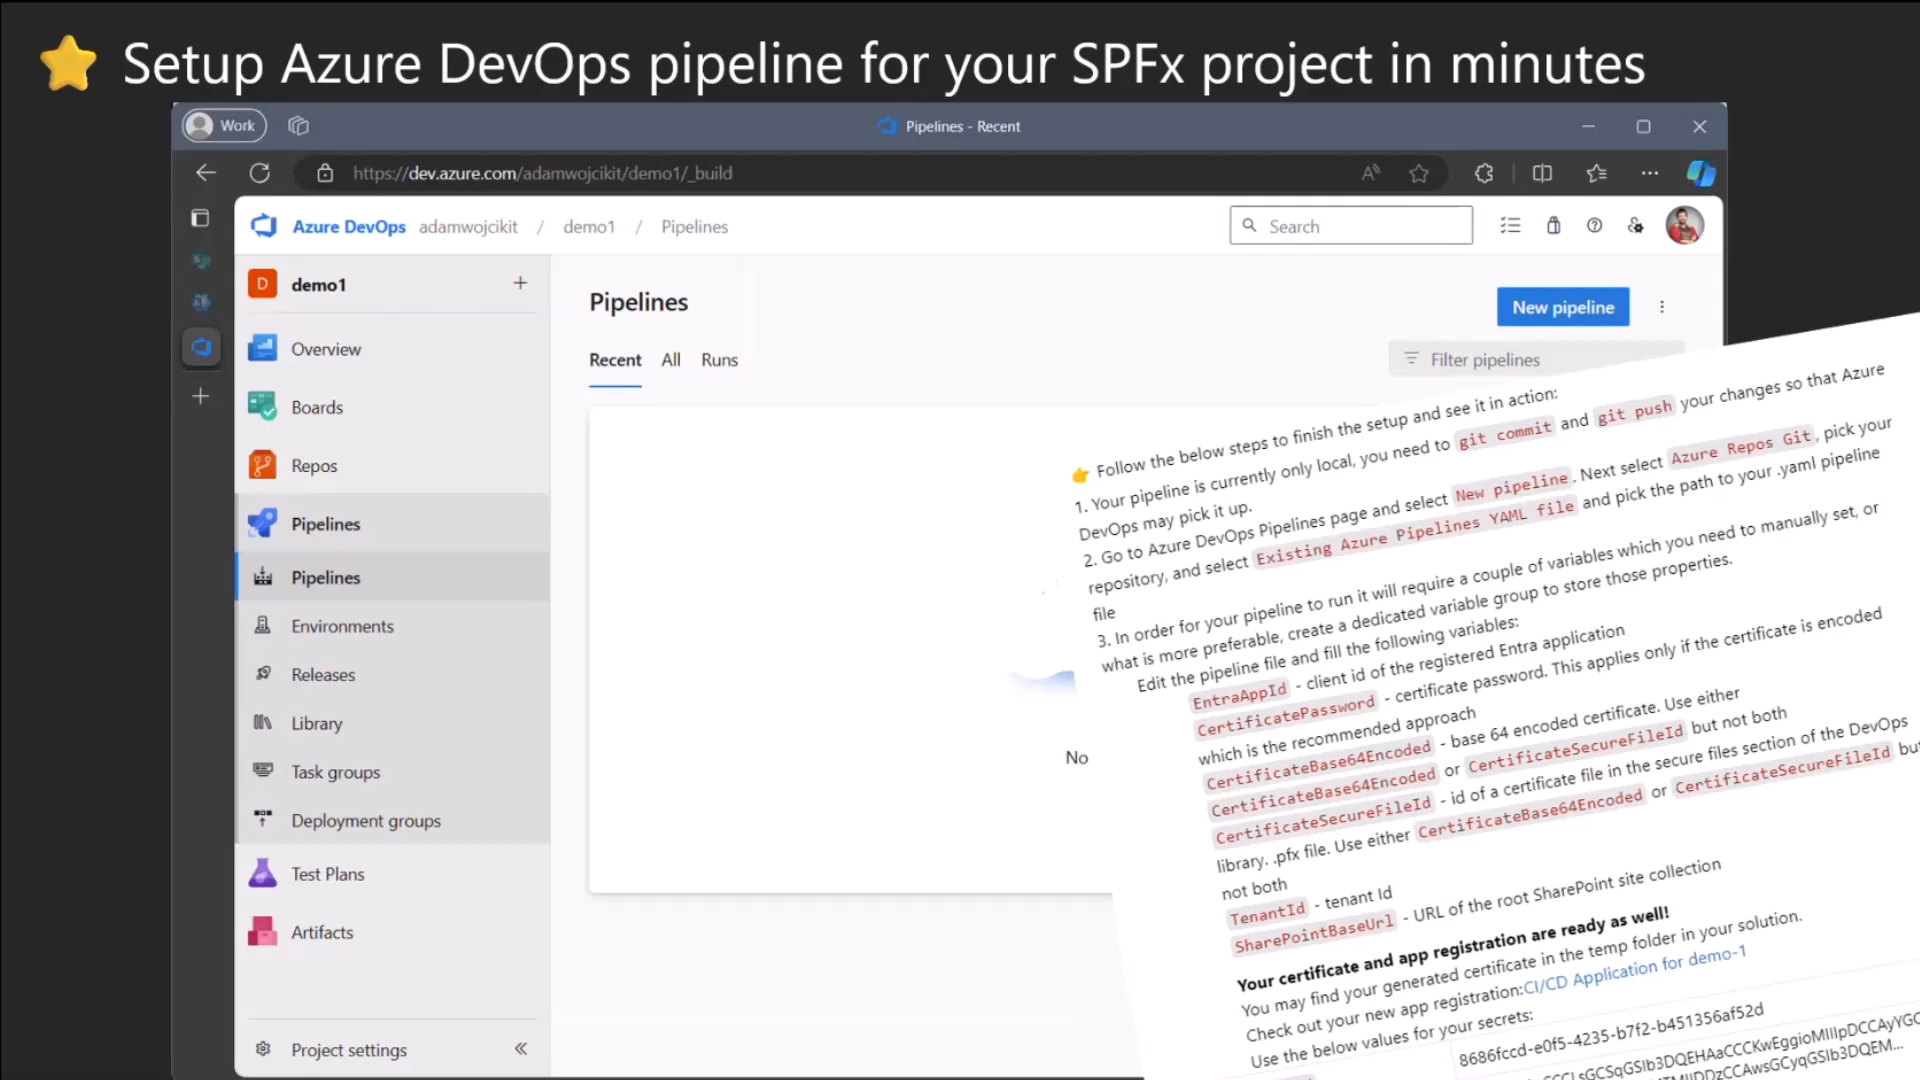 Setup Azure DevOps pipeline for your SPFx project in minutes
Work
Pipelines - Recent
https://dev.azure.com/adamwojcikit/demo1/_build
Azure DevOps adamwojcikit / demo1 / Pipelines
Search
D demo1
Overview
Boards
Repos
Pipelines
Pipelines
Environments
Releases
Library
Task groups
Deployment groups
Test Plans
Artifacts
Project settings
Pipelines
New pipeline
Recent All Runs
Filter pipelines
No
Follow the below steps to finish the setup and see it in action:
1. Your pipeline is currently only local, you need to git commit and git push your changes so that Azure
DevOps may pick it up.
2. Go to Azure DevOps Pipelines page and select New pipeline. Next select Azure Repos Git, pick your
repository, and select Existing Azure Pipelines YAML file and pick the path to your .yaml pipeline
file
3. In order for your pipeline to run it will require a couple of variables which you need to manually set, or
what is more preferable, create a dedicated variable group to store those properties.
Edit the pipeline file and fill the following variables:
EntraAppId - client id of the registered Entra application
CertificatePassword - certificate password. This applies only if the certificate is encoded
which is the recommended approach
CertificateBase64Encoded - base 64 encoded certificate. Use either
CertificateBase64Encoded or CertificateSecureFileId but not both
CertificateSecureFileId - id of a certificate file in the secure files section of the DevOps
library. .pfx file. Use either CertificateBase64Encoded or CertificateSecureFileId but
not both
TenantId - tenant Id
SharePointBaseUrl - URL of the root SharePoint site collection
Your certificate and app registration are ready as well!
You may find your generated certificate in the temp folder in your solution.
Check out your new app registration:CI/CD Application for demo-1
Use the below values for your secrets:
8686fccd-e0f5-4235-b7f2-b451356af52d